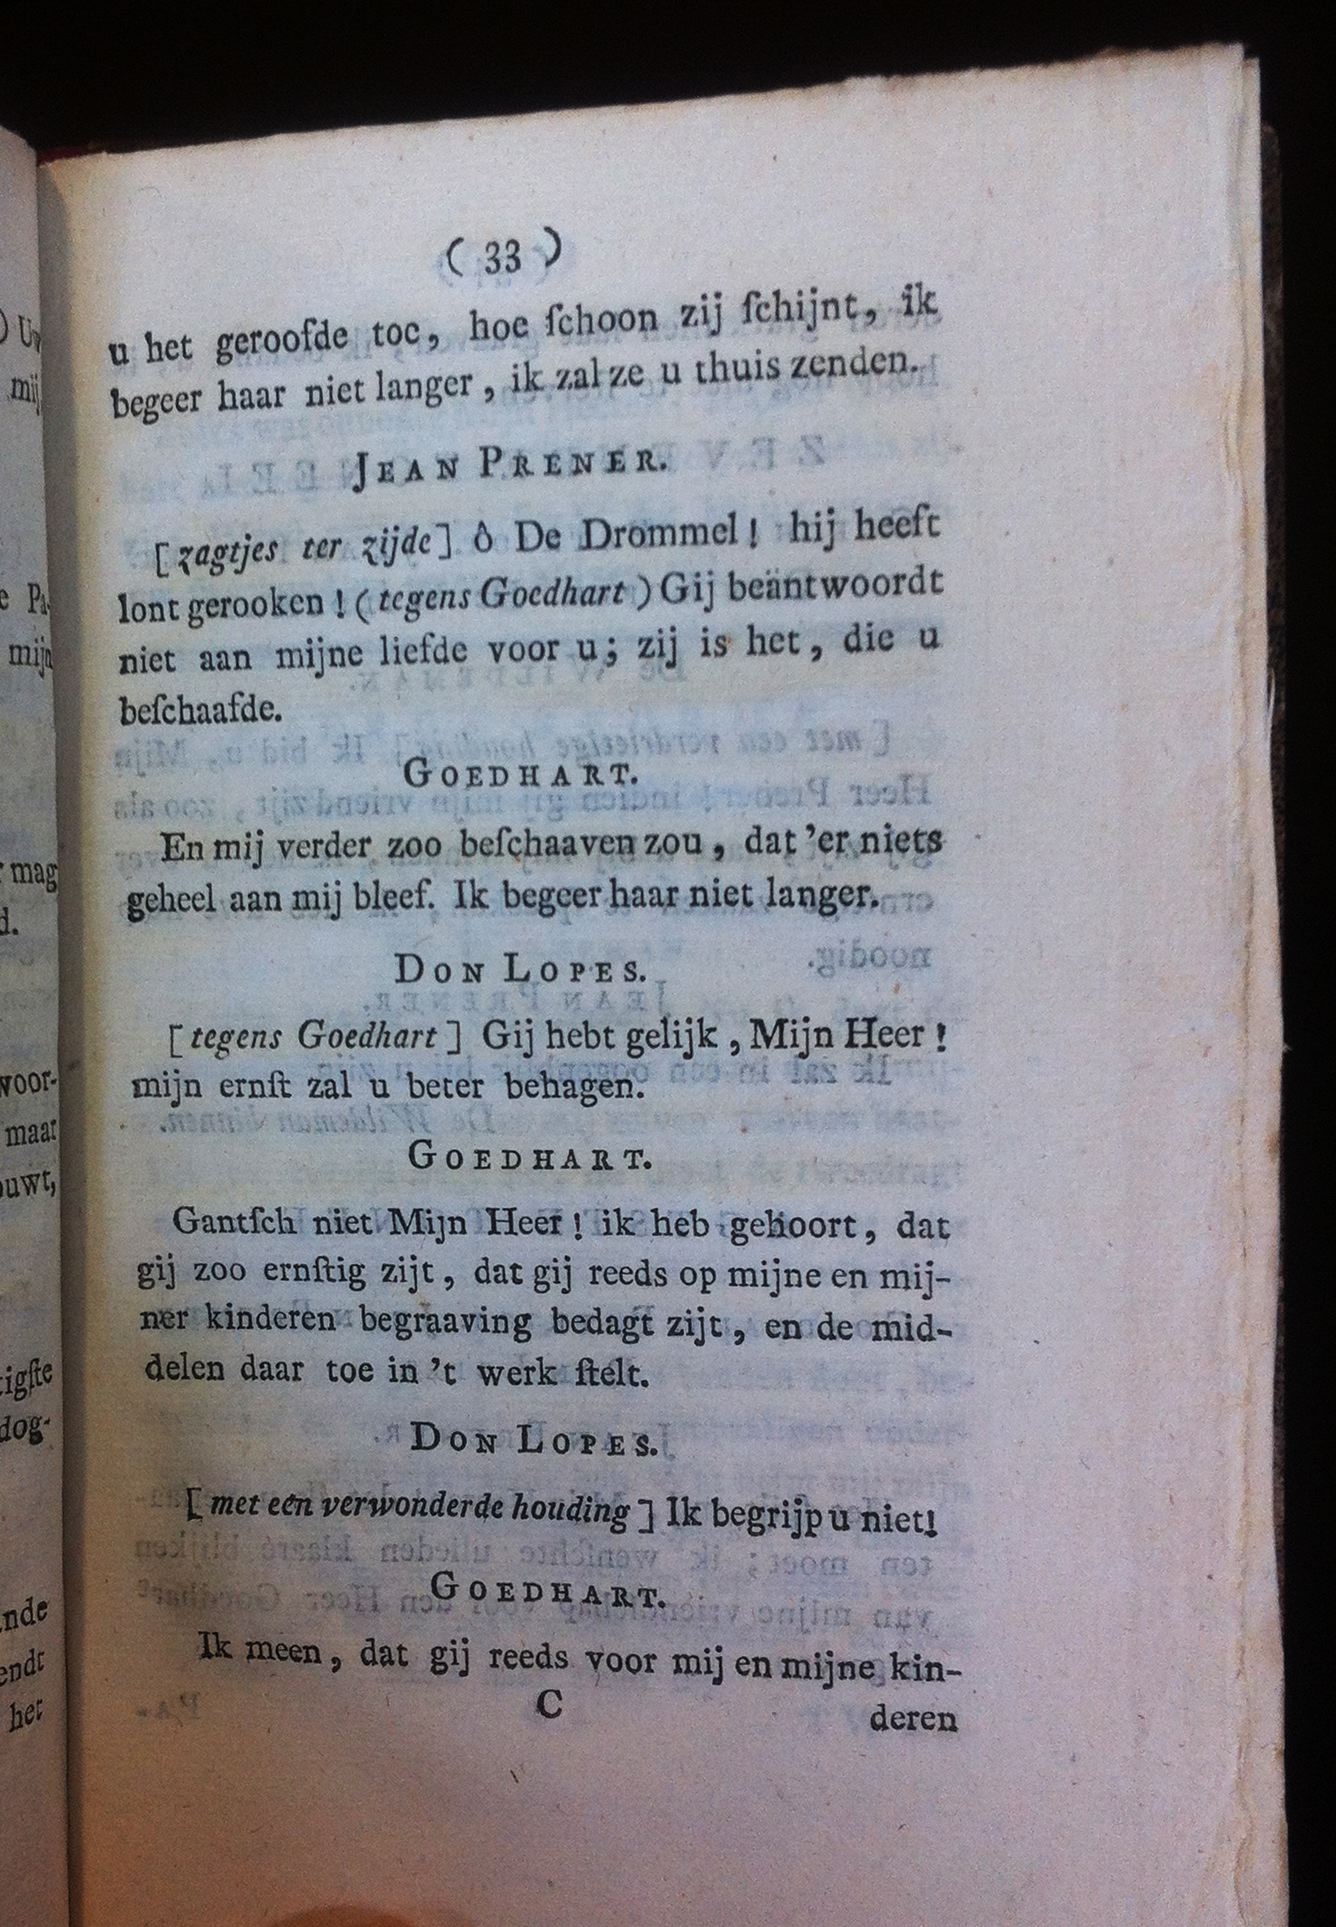 ( 33 )
u het geroofde toe, hoe ſchoon zij ſchijnt, ik
begeer haar niet langer, ik zal ze u thuis zenden.
JEAN PRENER.
[zagtjes ter zijde] ô De Drommel! hij heeft
lont gerooken! (tegens Goedhart) Gij beäntwoordt
niet aan mijne liefde voor u; zij is het, die u
beſchaafde.
GOEDHART.
En mij verder zoo beſchaaven zou, dat 'er niets
geheel aan mij bleef. Ik begeer haar niet langer.
DON LOPES.
[tegens Goedhart] Gij hebt gelijk, Mijn Heer!
mijn ernſt zal u beter behagen.
GOEDHART.
Gantſch niet Mijn Heer! ik heb gehoort, dat
gij zoo ernſtig zijt, dat gij reeds op mijne en mij-
ner kinderen begraaving bedagt zijt, en de mid-
delen daar toe in 't werk ſtelt.
DON LOPES.
[met een verwonderde houding] Ik begrijp u niet!
GOEDHART.
Ik meen, dat gij reeds voor mij en mijne kin-
C
deren